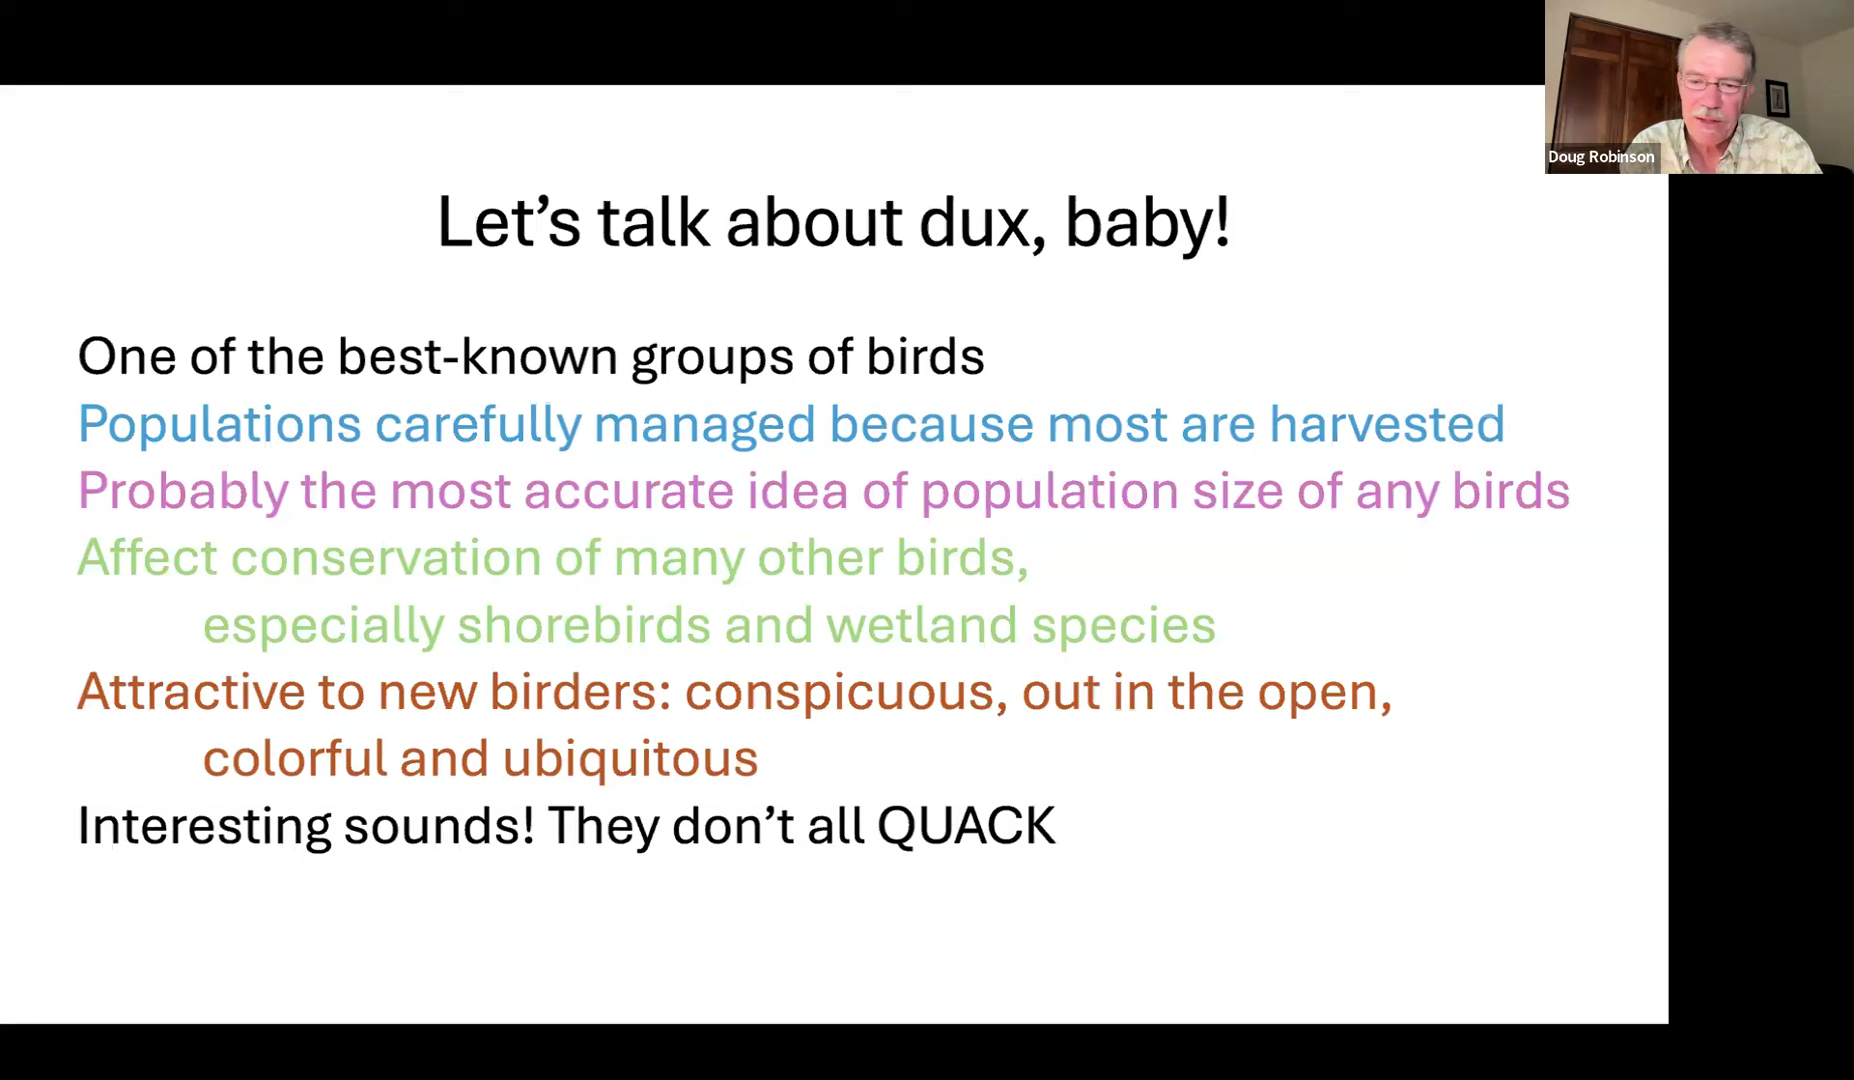 Doug Robinson
Let’s talk about dux, baby!
One of the best-known groups of birds
Populations carefully managed because most are harvested
Probably the most accurate idea of population size of any birds
Affect conservation of many other birds,
especially shorebirds and wetland species
Attractive to new birders: conspicuous, out in the open,
colorful and ubiquitous
Interesting sounds! They don’t all QUACK